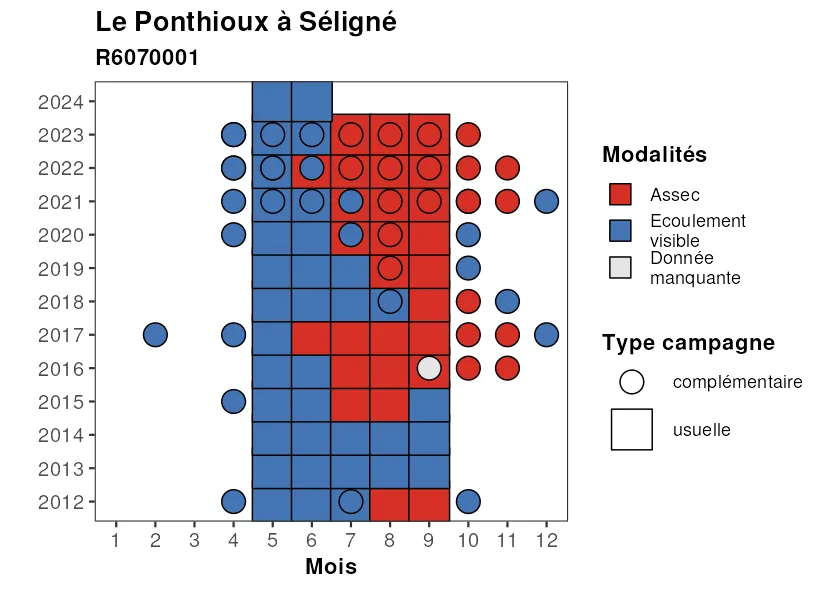 Le Ponthioux à Séligné
R6070001
2024
2023
2022
2021
2020
2019
2018
2017
2016
2015
2014
2013
2012
1 2 3 4 5 6 7 8 9 10 11 12
Mois
Modalités
Assec
Ecoulement
visible
Donnée
manquante
Type campagne
complémentaire
usuelle